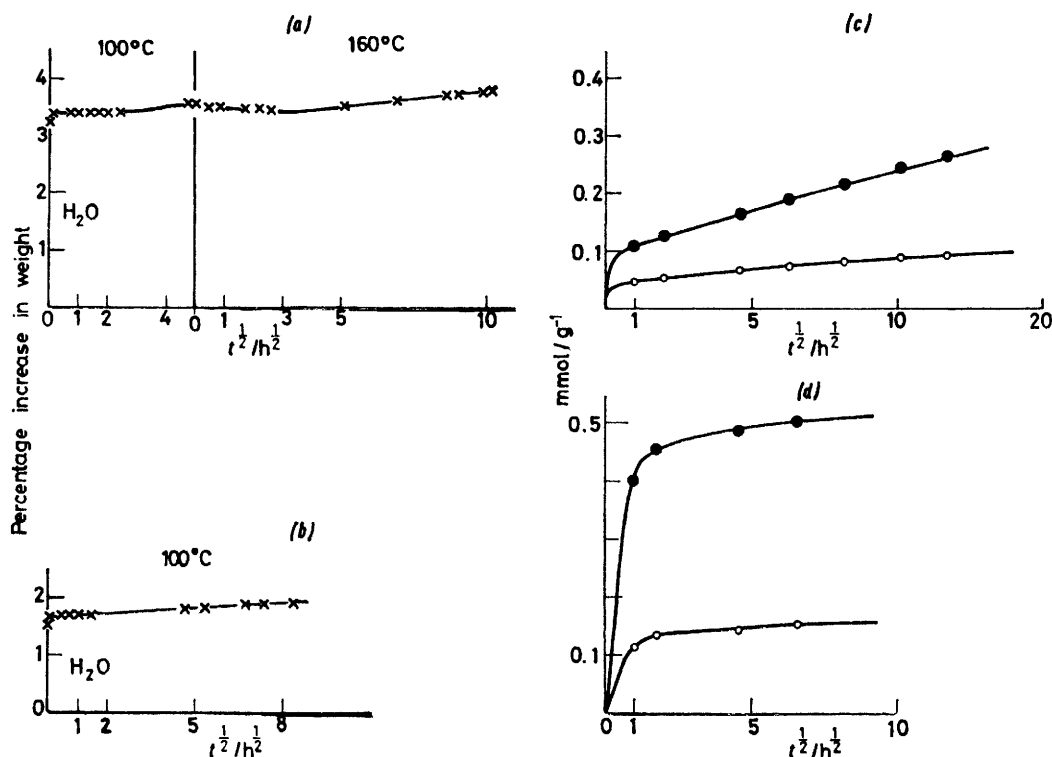 (a)
100°C
160°C
4
3
2
1
H₂O
0 1 2 4 0 1 3 5 10
t½/h½
Percentage increase in weight
(b)
100°C
2
1
0
H₂O
1 2 5 8
t½/h½
(c)
0.4
0.3
0.2
0.1
1 5 10 20
t½/h½
mmol/g⁻¹
(d)
0.5
0.1
0 1 5 10
t½/h½